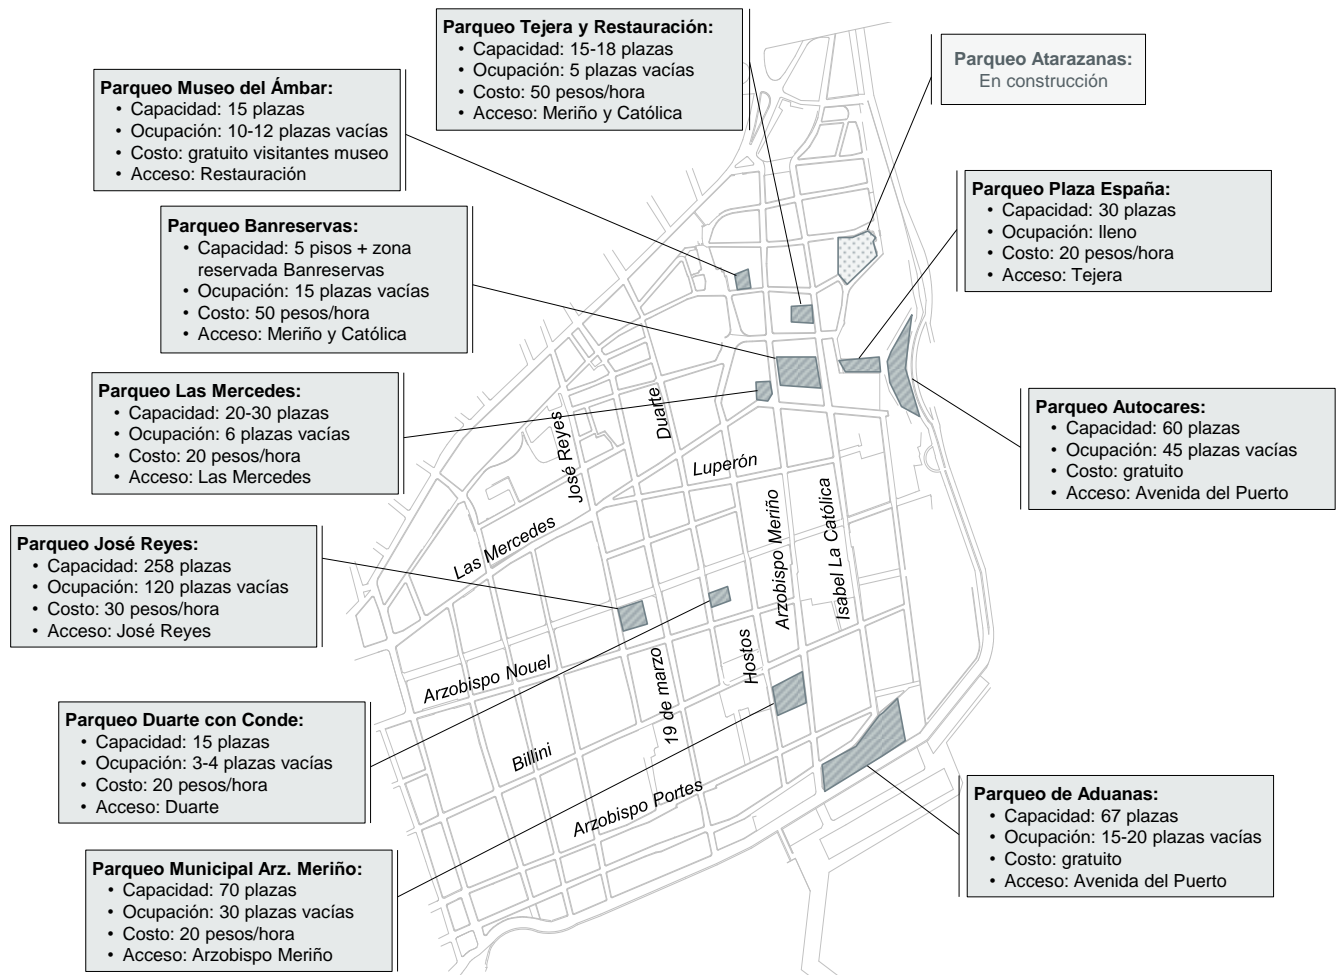 Parqueo Tejera y Restauración:
• Capacidad: 15-18 plazas
• Ocupación: 5 plazas vacías
• Costo: 50 pesos/hora
• Acceso: Meriño y Católica
Parqueo Atarazanas:
En construcción
Parqueo Museo del Ámbar:
• Capacidad: 15 plazas
• Ocupación: 10-12 plazas vacías
• Costo: gratuito visitantes museo
• Acceso: Restauración
Parqueo Plaza España:
• Capacidad: 30 plazas
• Ocupación: lleno
• Costo: 20 pesos/hora
• Acceso: Tejera
Parqueo Banreservas:
• Capacidad: 5 pisos + zona
reservada Banreservas
• Ocupación: 15 plazas vacías
• Costo: 50 pesos/hora
• Acceso: Meriño y Católica
Parqueo Las Mercedes:
• Capacidad: 20-30 plazas
• Ocupación: 6 plazas vacías
• Costo: 20 pesos/hora
• Acceso: Las Mercedes
Parqueo Autocares:
• Capacidad: 60 plazas
• Ocupación: 45 plazas vacías
• Costo: gratuito
• Acceso: Avenida del Puerto
José Reyes
Duarte
Luperón
Las Mercedes
Arzobispo Meriño
Isabel La Católica
Parqueo José Reyes:
• Capacidad: 258 plazas
• Ocupación: 120 plazas vacías
• Costo: 30 pesos/hora
• Acceso: José Reyes
Arzobispo Nouel
19 de marzo
Hostos
Billini
Arzobispo Portes
Parqueo Duarte con Conde:
• Capacidad: 15 plazas
• Ocupación: 3-4 plazas vacías
• Costo: 20 pesos/hora
• Acceso: Duarte
Parqueo de Aduanas:
• Capacidad: 67 plazas
• Ocupación: 15-20 plazas vacías
• Costo: gratuito
• Acceso: Avenida del Puerto
Parqueo Municipal Arz. Meriño:
• Capacidad: 70 plazas
• Ocupación: 30 plazas vacías
• Costo: 20 pesos/hora
• Acceso: Arzobispo Meriño